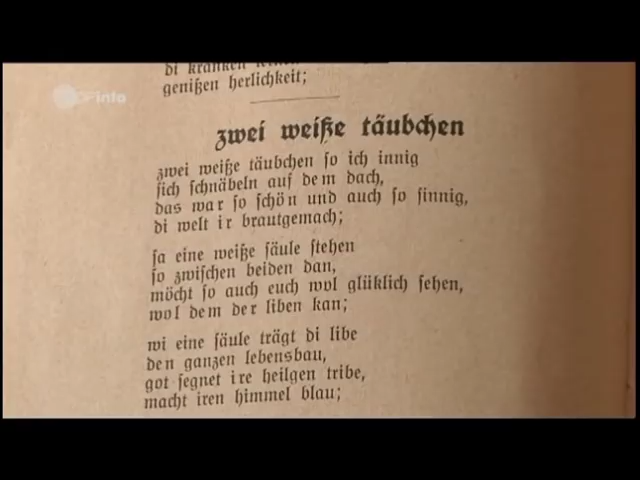 di kranken
genißen herlichkeit;
zwei weiße täubchen
zwei weiße täubchen so ich innig
sich schnäbeln auf dem dach,
das war so schön und auch so sinnig,
di welt ir brautgemach;
sa eine weiße säule stehen
so zwischen beiden dan,
möcht so auch euch wol glüklich sehen,
wol dem der liben kan;
wi eine säule trägt di libe
den ganzen lebensbau,
got segnet ire heilgen tribe,
macht iren himmel blau;
ZDFinfo